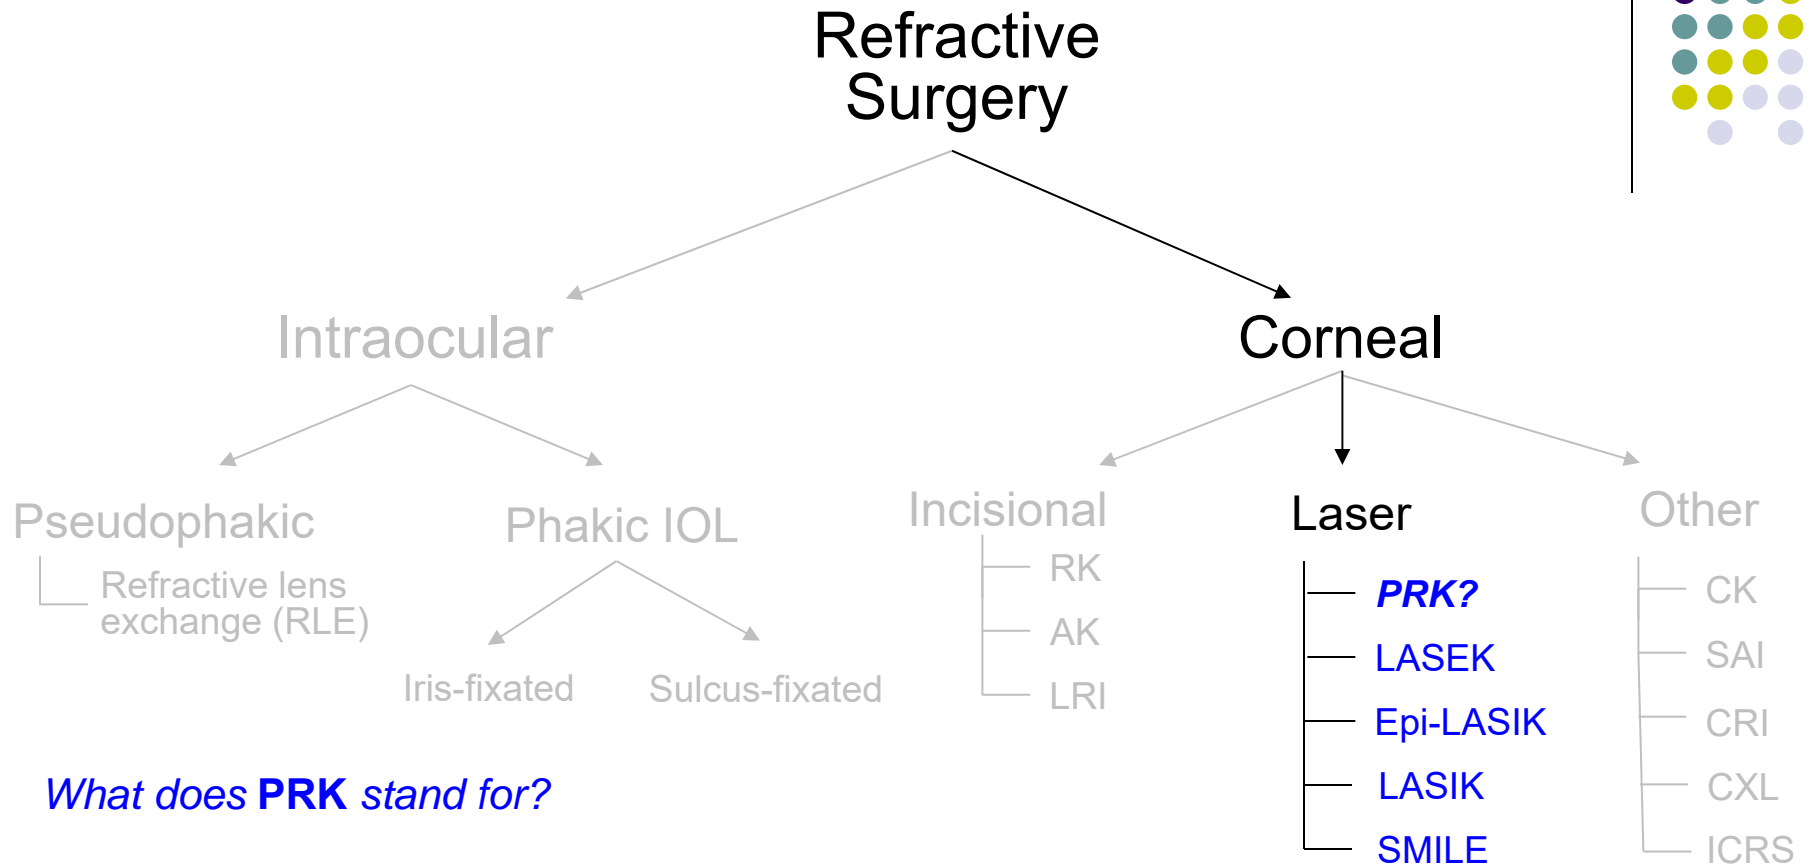 Refractive
Surgery
Intraocular
Corneal
Pseudophakic
Refractive lens
exchange (RLE)
Phakic IOL
Iris-fixated
Sulcus-fixated
Incisional
RK
AK
LRI
Laser
PRK?
LASEK
Epi-LASIK
LASIK
SMILE
Other
CK
SAI
CRI
CXL
ICRS
What does PRK stand for?